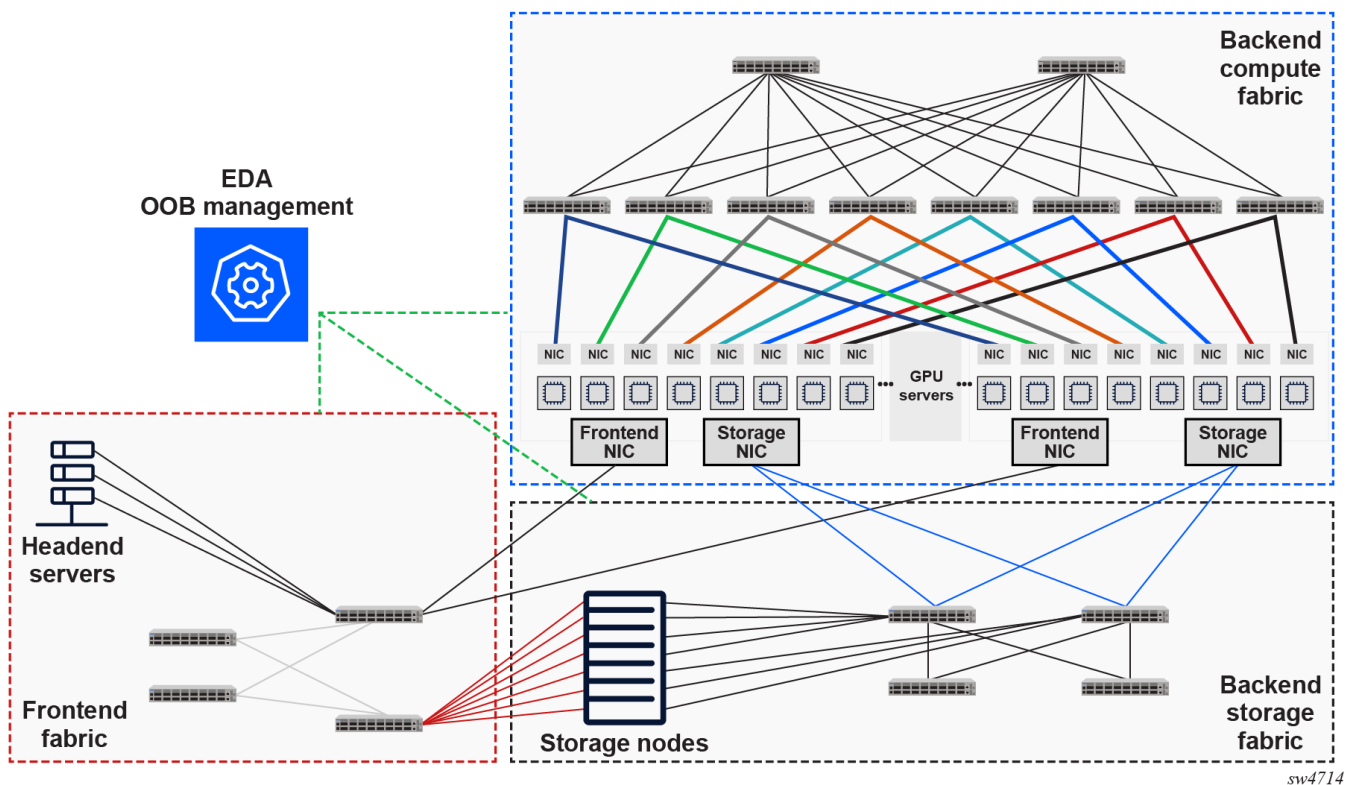 Backend
compute
fabric
EDA
OOB management
NIC NIC NIC NIC NIC NIC NIC NIC
NIC NIC NIC NIC NIC NIC NIC NIC
GPU
servers
Frontend
NIC
Storage
NIC
Frontend
NIC
Storage
NIC
Headend
servers
Frontend
fabric
Storage nodes
Backend
storage
fabric
sw4714